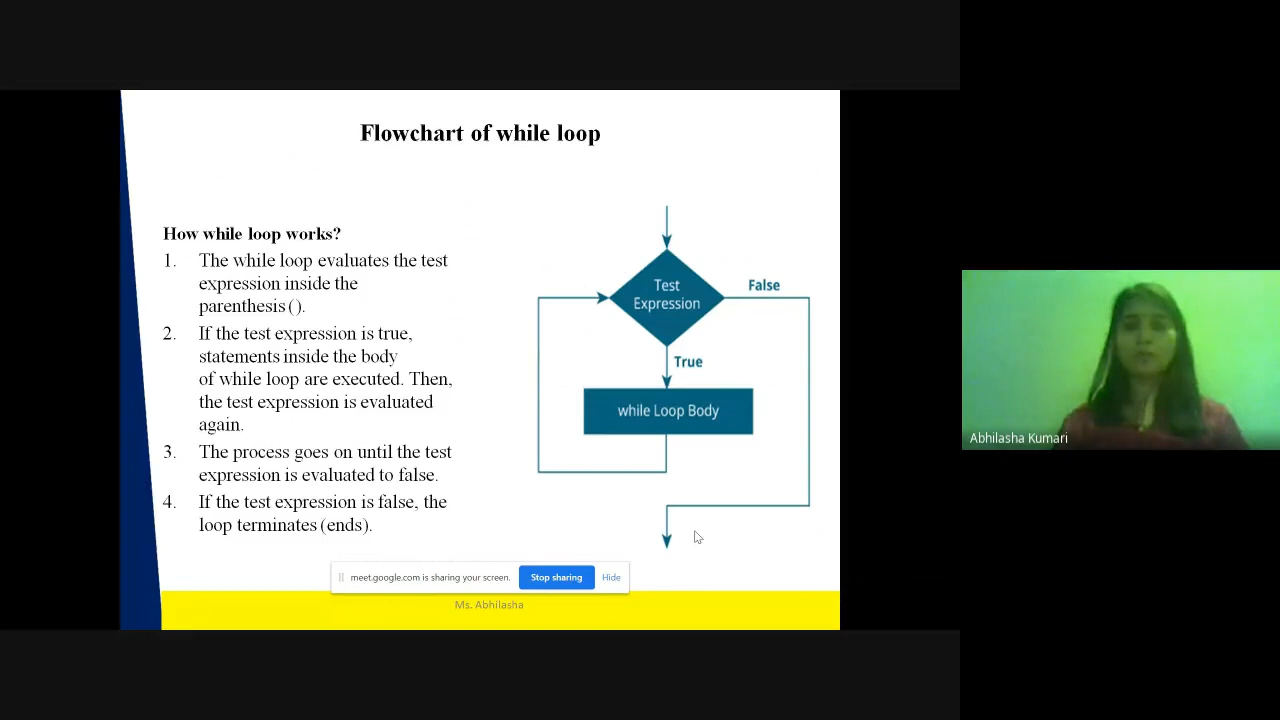 Flowchart of while loop
How while loop works?
1. The while loop evaluates the test
expression inside the
parenthesis ().
2. If the test expression is true,
statements inside the body
of while loop are executed. Then,
the test expression is evaluated
again.
3. The process goes on until the test
expression is evaluated to false.
4. If the test expression is false, the
loop terminates (ends).
Test
Expression
False
True
while Loop Body
meet.google.com is sharing your screen. Stop sharing Hide
Ms. Abhilasha
Abhilasha Kumari